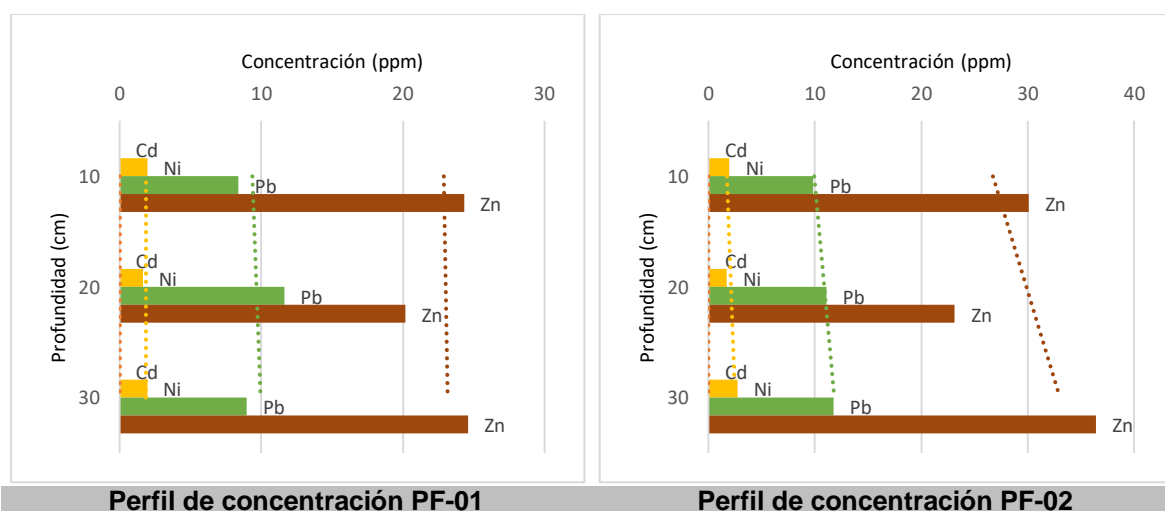 Concentración (ppm)
0 10 20 30
Profundidad (cm)
10
Cd
Ni
Pb
Zn
20
Cd
Ni
Pb
Zn
30
Cd
Ni
Pb
Zn
Perfil de concentración PF-01
Concentración (ppm)
0 10 20 30 40
Profundidad (cm)
10
Cd
Ni
Pb
Zn
20
Cd
Ni
Pb
Zn
30
Cd
Ni
Pb
Zn
Perfil de concentración PF-02